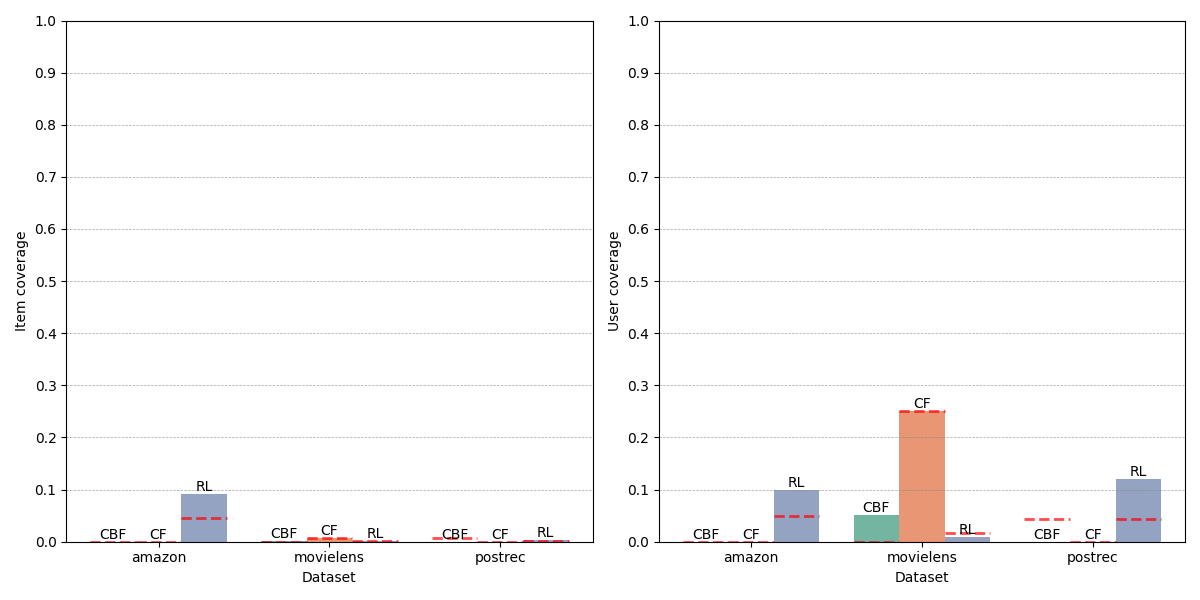 1.0
0.9
0.8
0.7
0.6
0.5
0.4
0.3
0.2
0.1
0.0
Item coverage
CBF CF RL
CBF CF RL
CBF CF RL
amazon movielens postrec
Dataset
1.0
0.9
0.8
0.7
0.6
0.5
0.4
0.3
0.2
0.1
0.0
User coverage
CBF CF RL
CBF CF RL
CBF CF RL
amazon movielens postrec
Dataset